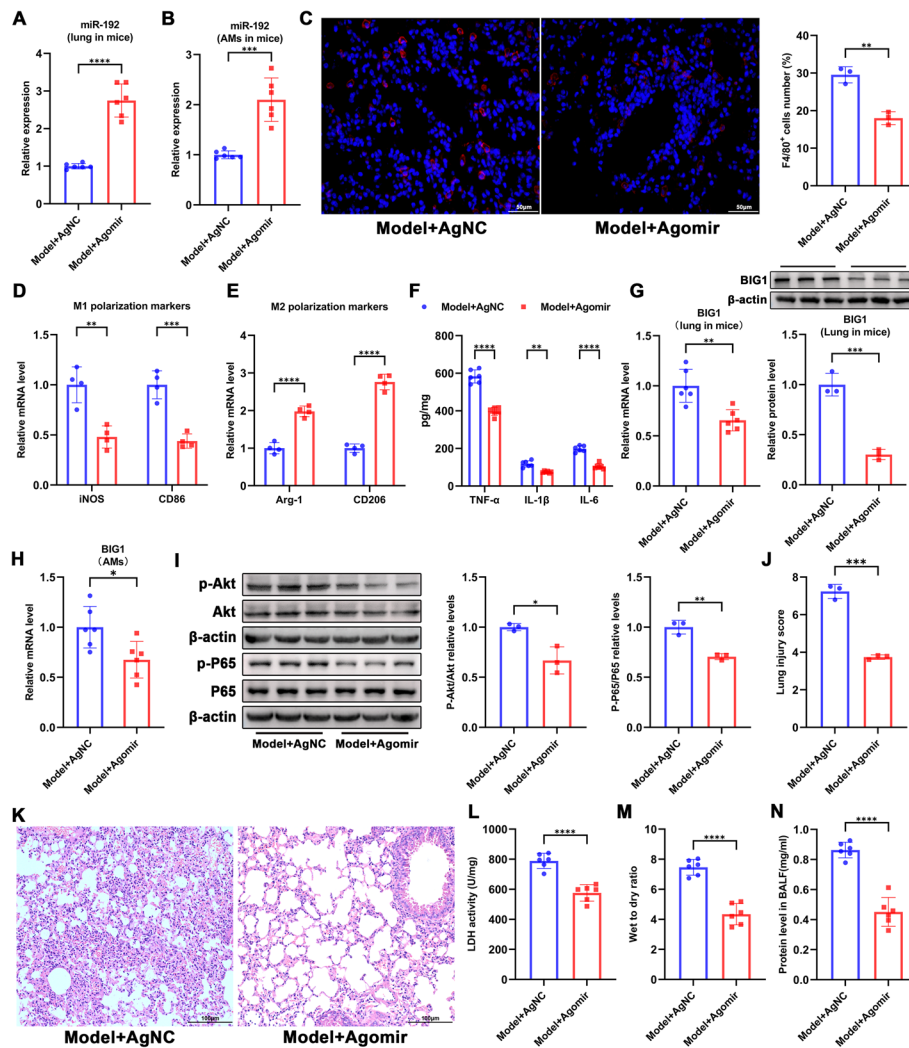 A
miR-192
(lung in mice)
Relative expression
4
3
2
1
0
****
Model+AgNC
Model+Agomir
B
miR-192
(AMs in mice)
Relative expression
3
2
1
0
***
Model+AgNC
Model+Agomir
C
50μm
50μm
Model+AgNC
Model+Agomir
F4/80+ cells number (%)
40
30
20
10
0
**
Model+AgNC
Model+Agomir
D
M1 polarization markers
Relative mRNA level
1.5
1.0
0.5
0.0
**
***
iNOS
CD86
E
M2 polarization markers
Relative mRNA level
4
3
2
1
0
****
****
Arg-1
CD206
F
Model+AgNC
Model+Agomir
pg/mg
800
600
400
200
0
****
**
****
TNF-α
IL-1β
IL-6
G
BIG1
(lung in mice)
Relative mRNA level
1.5
1.0
0.5
0.0
**
Model+AgNC
Model+Agomir
BIG1
β-actin
BIG1
(Lung in mice)
Relative protein level
1.5
1.0
0.5
0.0
***
Model+AgNC
Model+Agomir
H
BIG1
(AMs)
Relative mRNA level
1.5
1.0
0.5
0.0
*
Model+AgNC
Model+Agomir
I
p-Akt
Akt
β-actin
p-P65
P65
β-actin
Model+AgNC Model+Agomir
P-Akt/Akt relative levels
1.5
1.0
0.5
0.0
*
Model+AgNC
Model+Agomir
P-P65/P65 relative levels
1.5
1.0
0.5
0.0
**
Model+AgNC
Model+Agomir
J
Lung injury score
8
6
4
2
0
***
Model+AgNC
Model+Agomir
K
100μm
100μm
Model+AgNC
Model+Agomir
L
LDH activity (U/mg)
1000
800
600
400
200
0
****
Model+AgNC
Model+Agomir
M
Wet to dry ratio
10
8
6
4
2
0
****
Model+AgNC
Model+Agomir
N
Protein level in BALF(mg/ml)
1.0
0.8
0.6
0.4
0.2
0.0
****
Model+AgNC
Model+Agomir